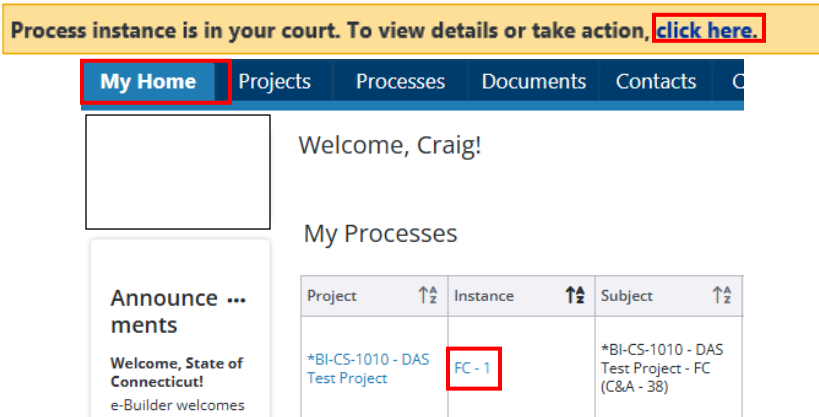 Process instance is in your court. To view details or take action, click here.
My Home Projects Processes Documents Contacts
Welcome, Craig!
My Processes
Announce ...
ments
Welcome, State of
Connecticut!
e-Builder welcomes
Project Instance Subject
*BI-CS-1010 - DAS
Test Project
FC - 1
*BI-CS-1010 - DAS
Test Project - FC
(C&A - 38)